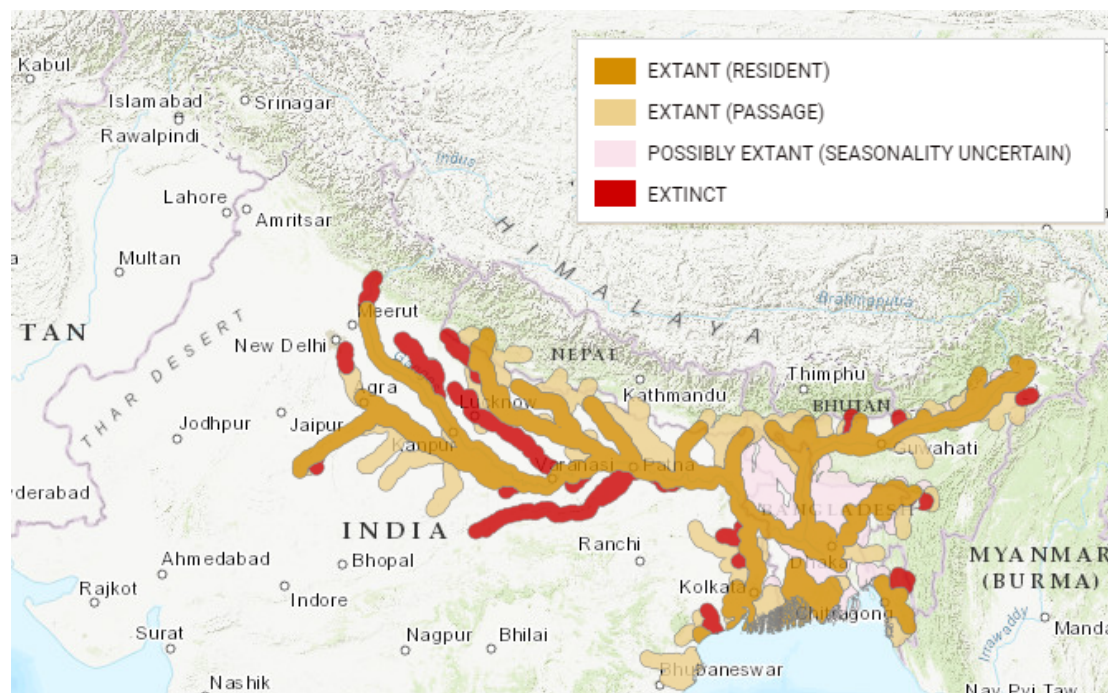 EXTANT (RESIDENT)
EXTANT (PASSAGE)
POSSIBLY EXTANT (SEASONALITY UNCERTAIN)
EXTINCT
Kabul
Islamabad
Srinagar
Rawalpindi
Indus
Lahore
Amritsar
HIMALAYA
Multan
Brahmaputra
TAN
THAR DESERT
Meerut
New Delhi
NEPAL
Agra
Kathmandu
Thimphu
BHUTAN
Lucknow
Jodhpur
Jaipur
Kanpur
Guwahati
Varanasi
Patna
yderabad
BANGLADESH
INDIA
Ranchi
Ahmedabad
Bhopal
Dhaka
MYANMAR
(BURMA)
Rajkot
Indore
Kolkata
Chittagong
Irrawaddy
Surat
Nagpur
Bhilai
Manda
Bhubaneswar
Nashik
Nay Pyi Taw